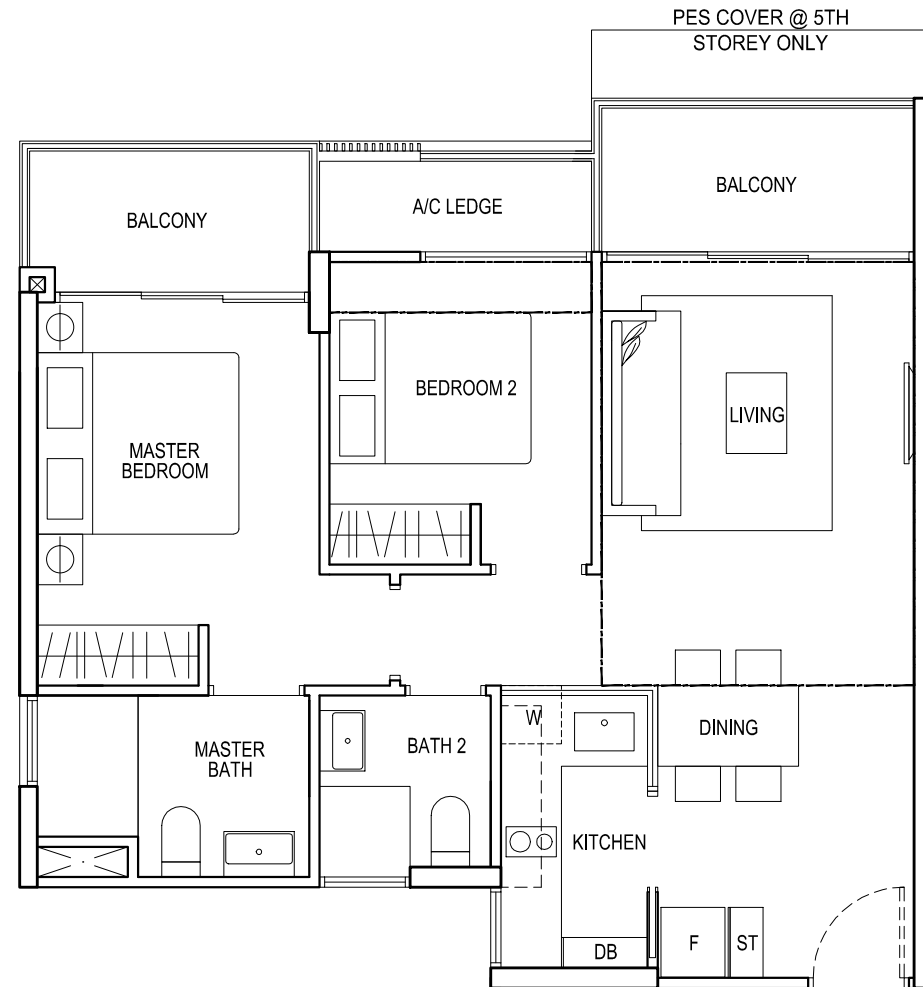 PES COVER @ 5TH
STOREY ONLY
BALCONY
A/C LEDGE
BALCONY
BEDROOM 2
LIVING
MASTER
BEDROOM
W
DINING
MASTER
BATH
BATH 2
KITCHEN
DB
F
ST